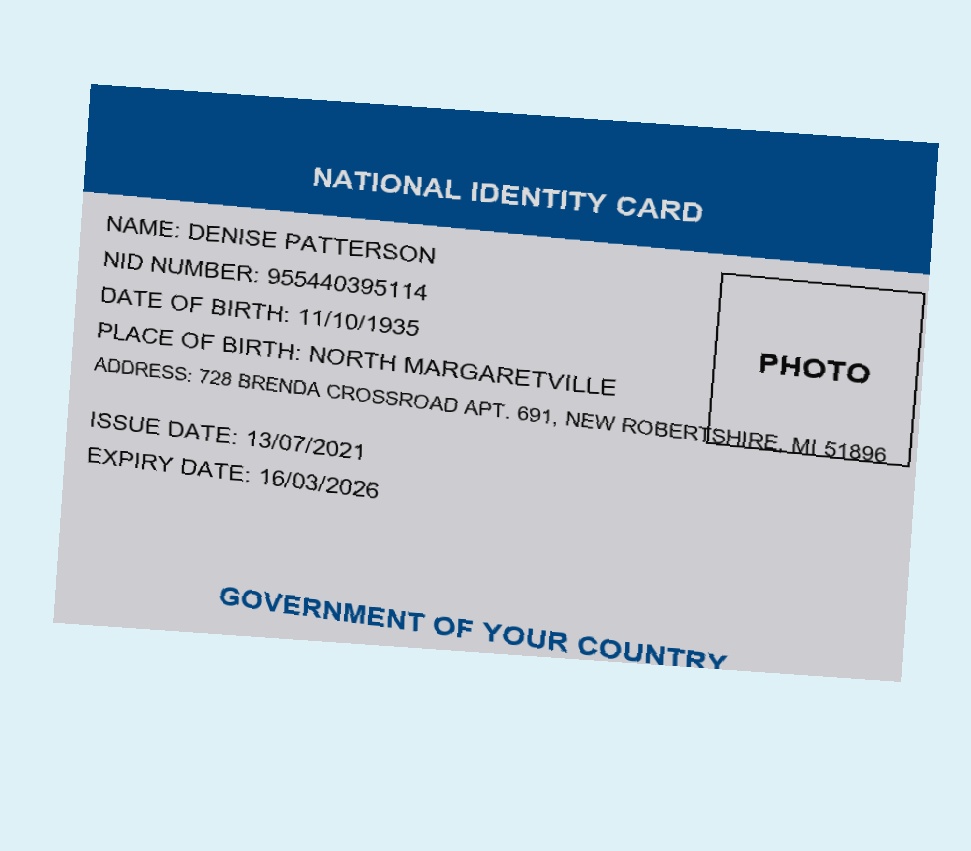 NATIONAL IDENTITY CARD
NAME: DENISE PATTERSON
NID NUMBER: 955440395114
DATE OF BIRTH: 11/10/1935
PLACE OF BIRTH: NORTH MARGARETVILLE
ADDRESS: 728 BRENDA CROSSROAD APT. 691, NEW ROBERTSHIRE, MI 51896
PHOTO
ISSUE DATE: 13/07/2021
EXPIRY DATE: 16/03/2026
GOVERNMENT OF YOUR COUNTRY